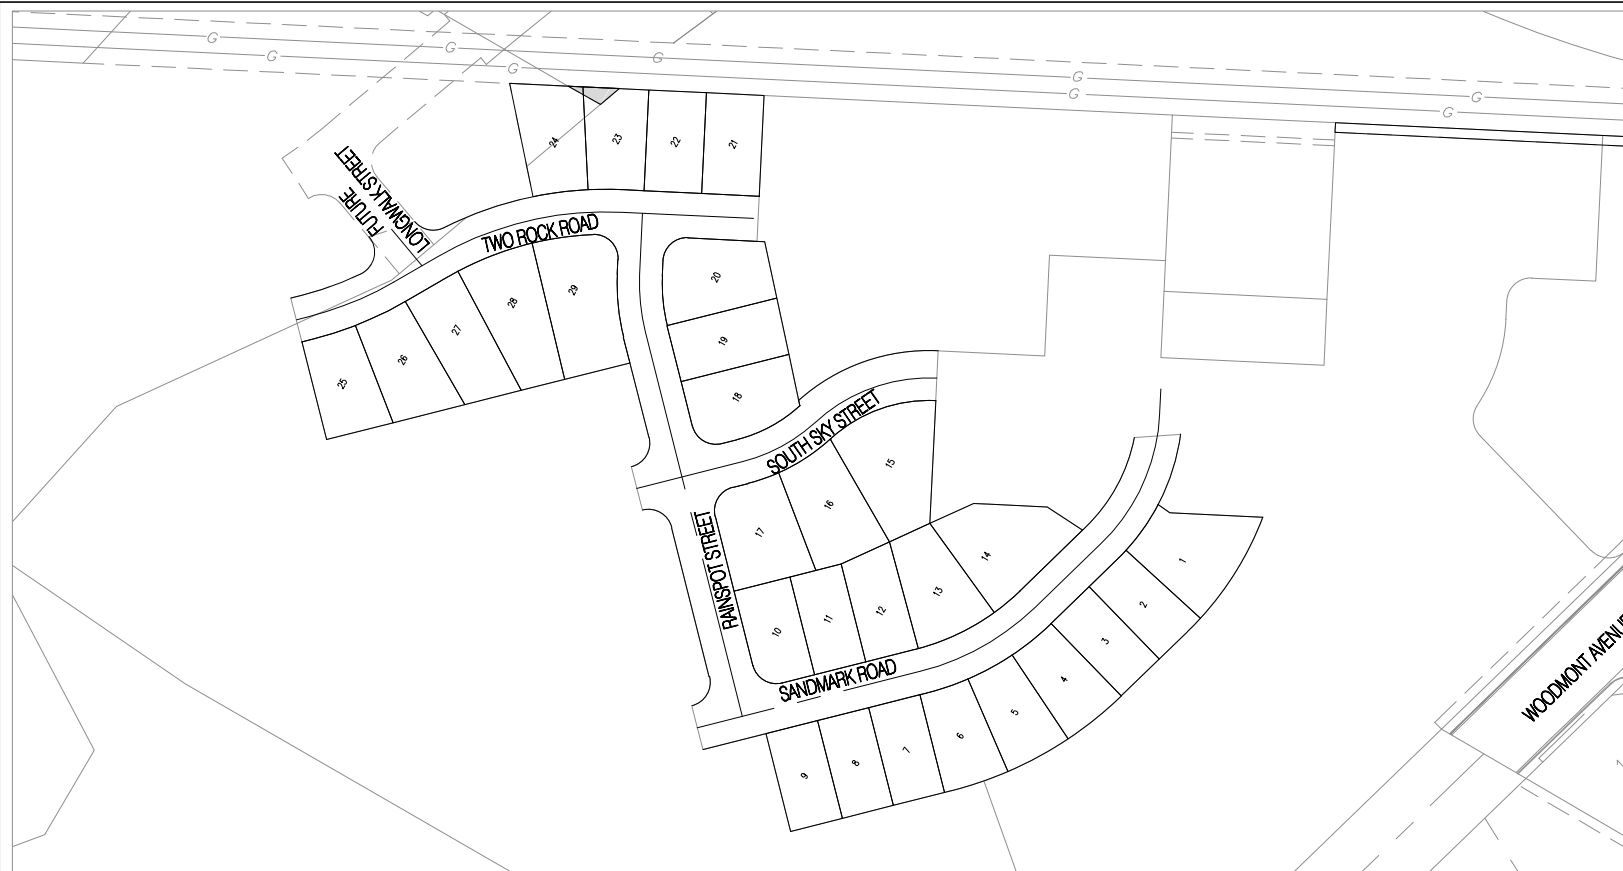 G
G
G
G
G
G
G
G
G
24
23
22
21
FUTURE
LONGWALK STREET
TWO ROCK ROAD
25
26
27
28
29
20
19
18
SOUTH SKY STREET
15
16
17
RAINSPOT STREET
14
13
12
11
10
SANDMARK ROAD
1
2
3
4
5
6
7
8
9
WOODMONT AVENUE